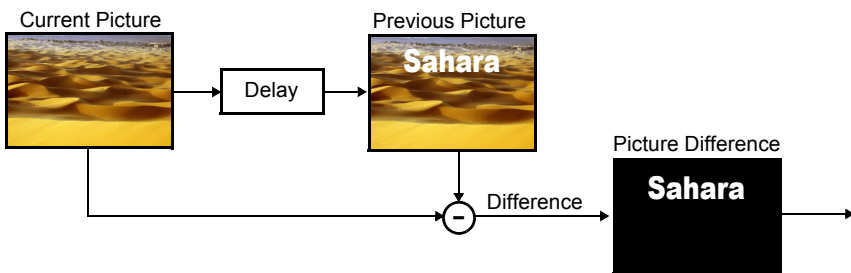 Current Picture
Previous Picture
Sahara
Delay
Picture Difference
Sahara
Difference
-